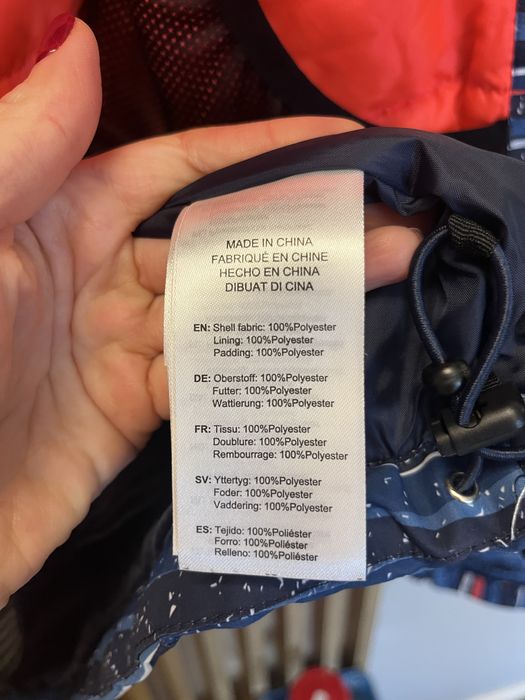 MADE IN CHINA
FABRIQUÉ EN CHINE
HECHO EN CHINA
DIBUAT DI CINA
EN: Shell fabric: 100%Polyester
Lining: 100%Polyester
Padding: 100%Polyester
DE: Oberstoff: 100%Polyester
Futter: 100%Polyester
Wattierung: 100%Polyester
FR: Tissu: 100%Polyester
Doublure: 100%Polyester
Rembourrage: 100%Polyester
SV: Yttertyg: 100%Polyester
Foder: 100%Polyester
Vaddering: 100%Polyester
ES: Tejido: 100%Poliéster
Forro: 100%Poliéster
Relleno: 100%Poliéster